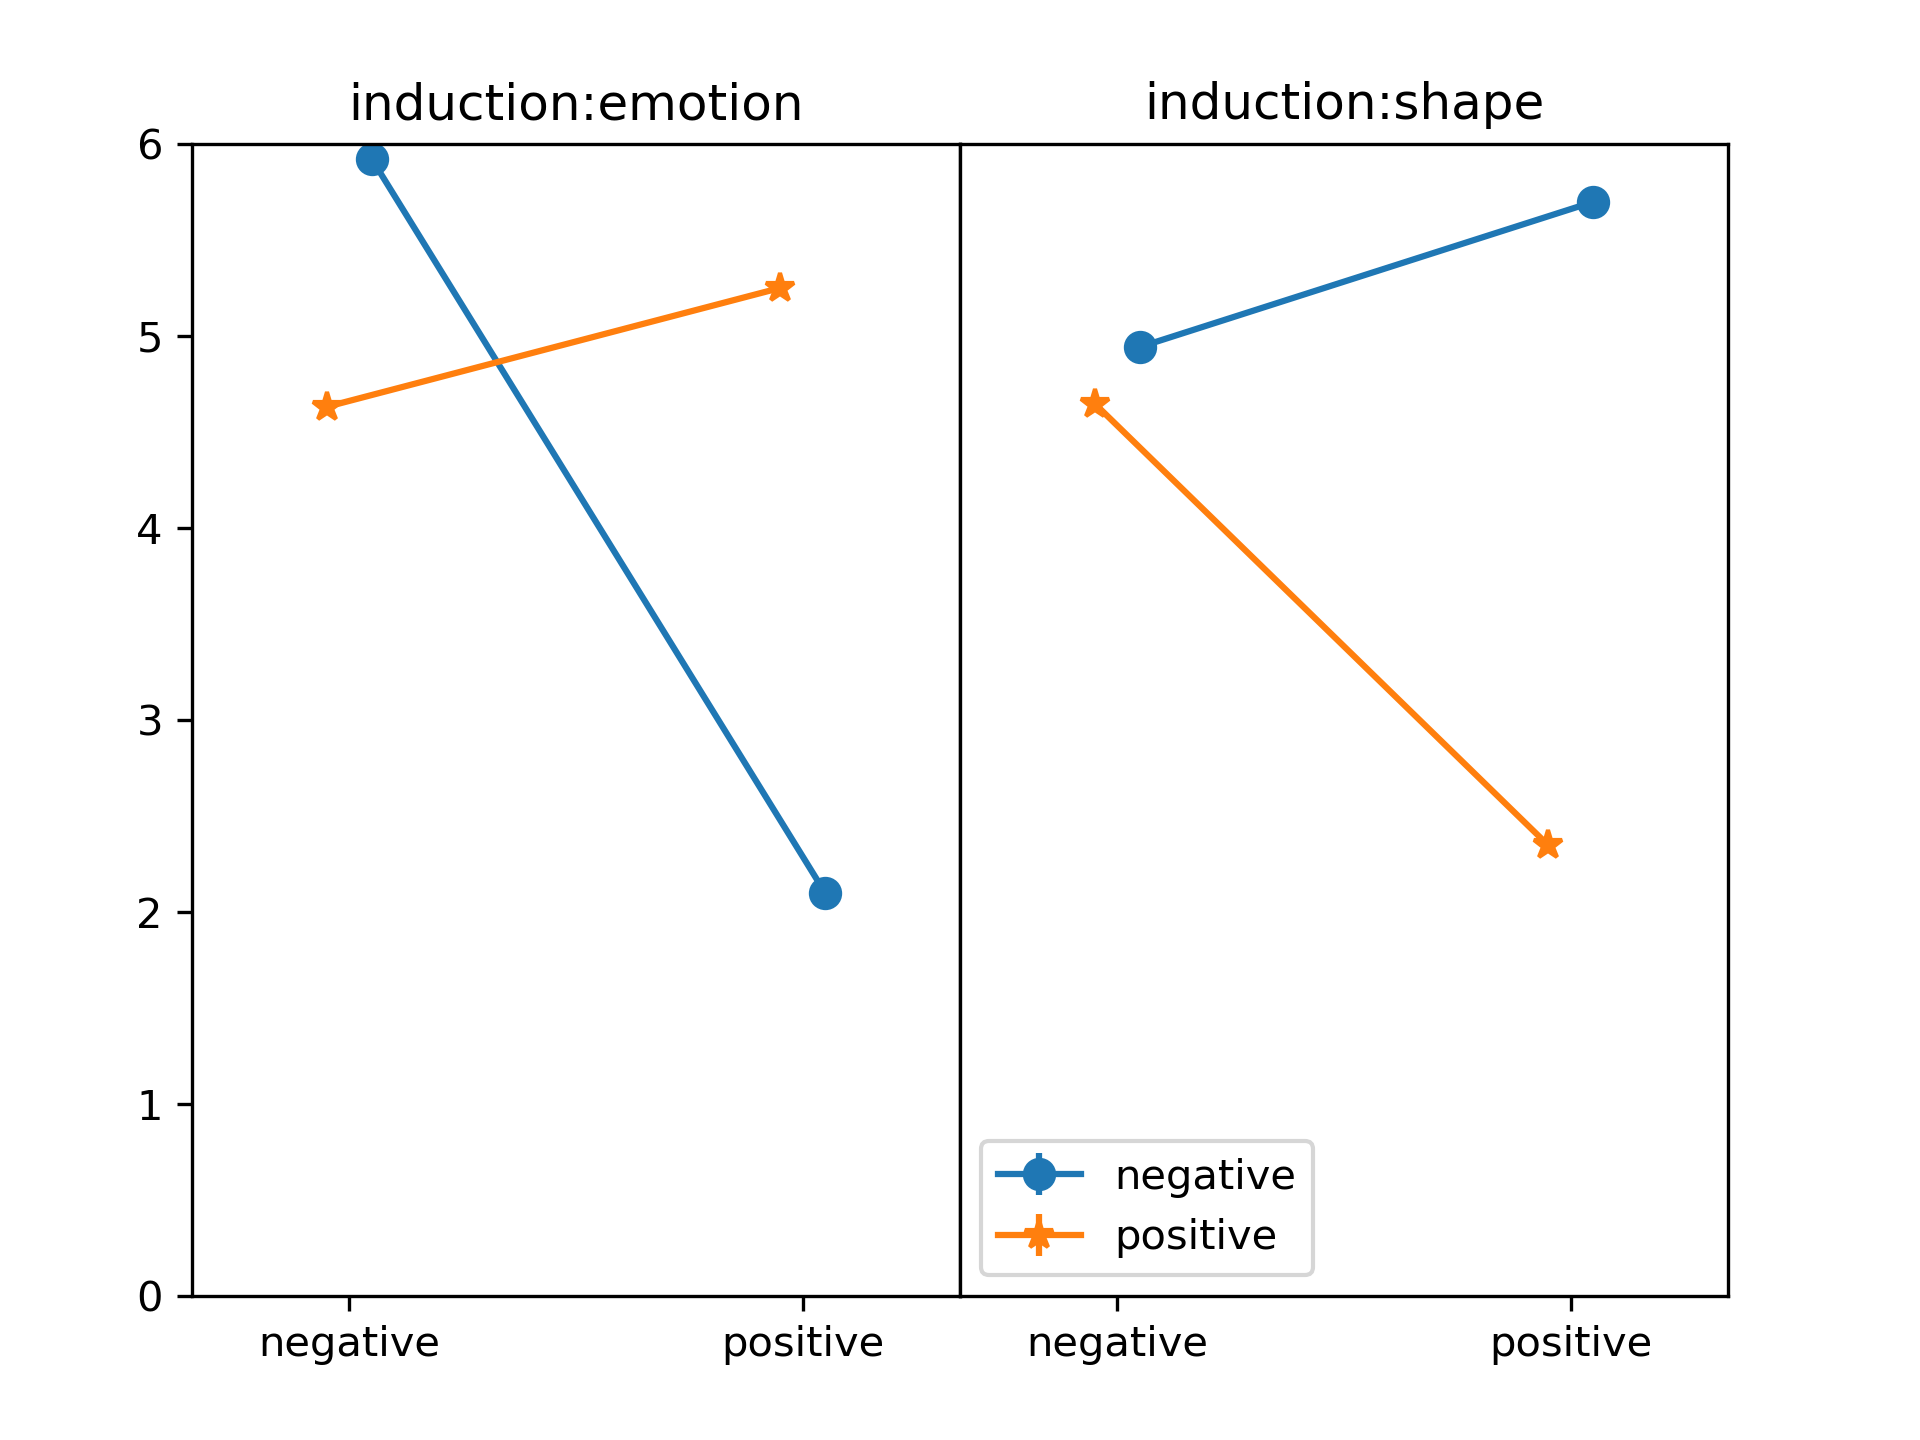 induction:emotion
induction:shape
6
5
4
3
2
1
0
negative
positive
negative
positive
negative
positive